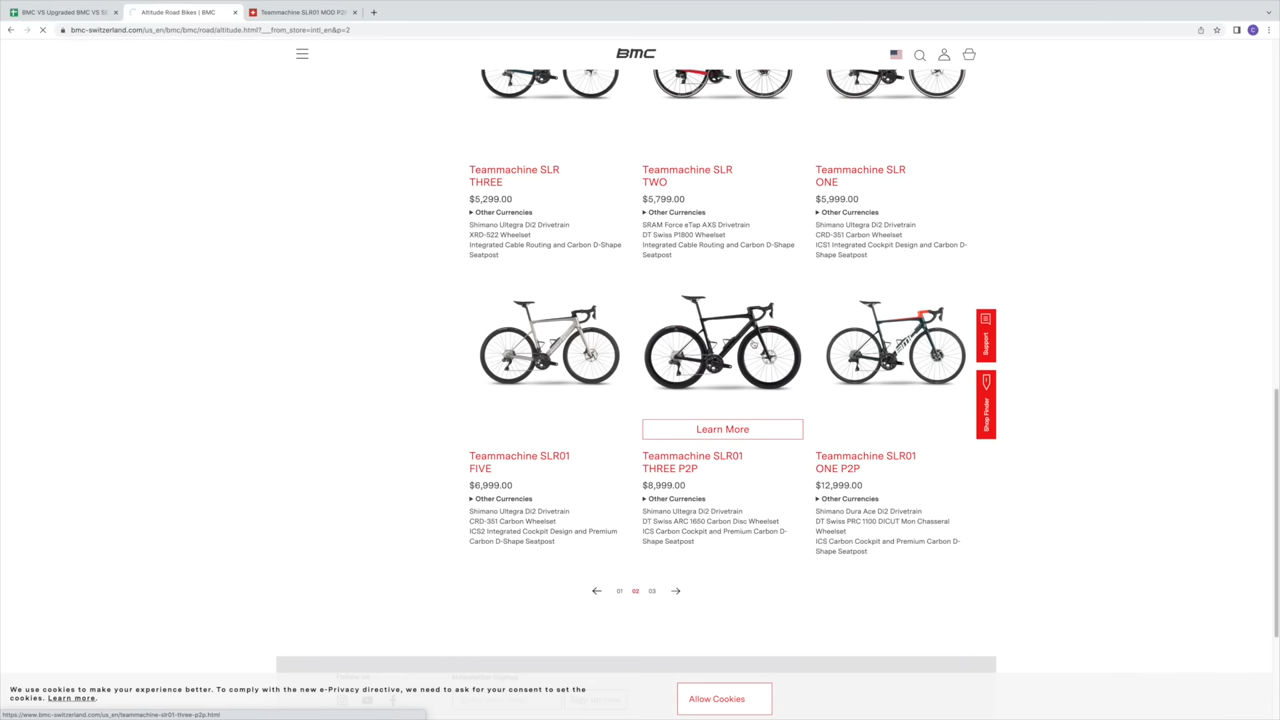 BMC VS Upgraded BMC VS S
Altitude Road Bikes | BMC
Teammachine SLR01 MOD P2P
bmc-switzerland.com/us_en/bmc/bmc/road/altitude.html?___from_store=intl_en&p=2
C
BMC
Teammachine SLR
THREE
$5,299.00
Other Currencies
Shimano Ultegra Di2 Drivetrain
XRD-522 Wheelset
Integrated Cable Routing and Carbon D-Shape
Seatpost
Teammachine SLR
TWO
$5,799.00
Other Currencies
SRAM Force eTap AXS Drivetrain
DT Swiss P1800 Wheelset
Integrated Cable Routing and Carbon D-Shape
Seatpost
Teammachine SLR
ONE
$5,999.00
Other Currencies
Shimano Ultegra Di2 Drivetrain
CRD-351 Carbon Wheelset
ICS1 Integrated Cockpit Design and Carbon D-
Shape Seatpost
Support
Shop Finder
Learn More
Teammachine SLR01
FIVE
$6,999.00
Other Currencies
Shimano Ultegra Di2 Drivetrain
CRD-351 Carbon Wheelset
ICS2 Integrated Cockpit Design and Premium
Carbon D-Shape Seatpost
Teammachine SLR01
THREE P2P
$8,999.00
Other Currencies
Shimano Ultegra Di2 Drivetrain
DT Swiss ARC 1650 Carbon Disc Wheelset
ICS Carbon Cockpit and Premium Carbon D-
Shape Seatpost
Teammachine SLR01
ONE P2P
$12,999.00
Other Currencies
Shimano Dura Ace Di2 Drivetrain
DT Swiss PRC 1100 DICUT Mon Chasseral
Wheelset
ICS Carbon Cockpit and Premium Carbon D-
Shape Seatpost
01 02 03
We use cookies to make your experience better. To comply with the new e-Privacy directive, we need to ask for your consent to set the
cookies. Learn more.
Allow Cookies
https://www.bmc-switzerland.com/us_en/teammachine-slr01-three-p2p.html